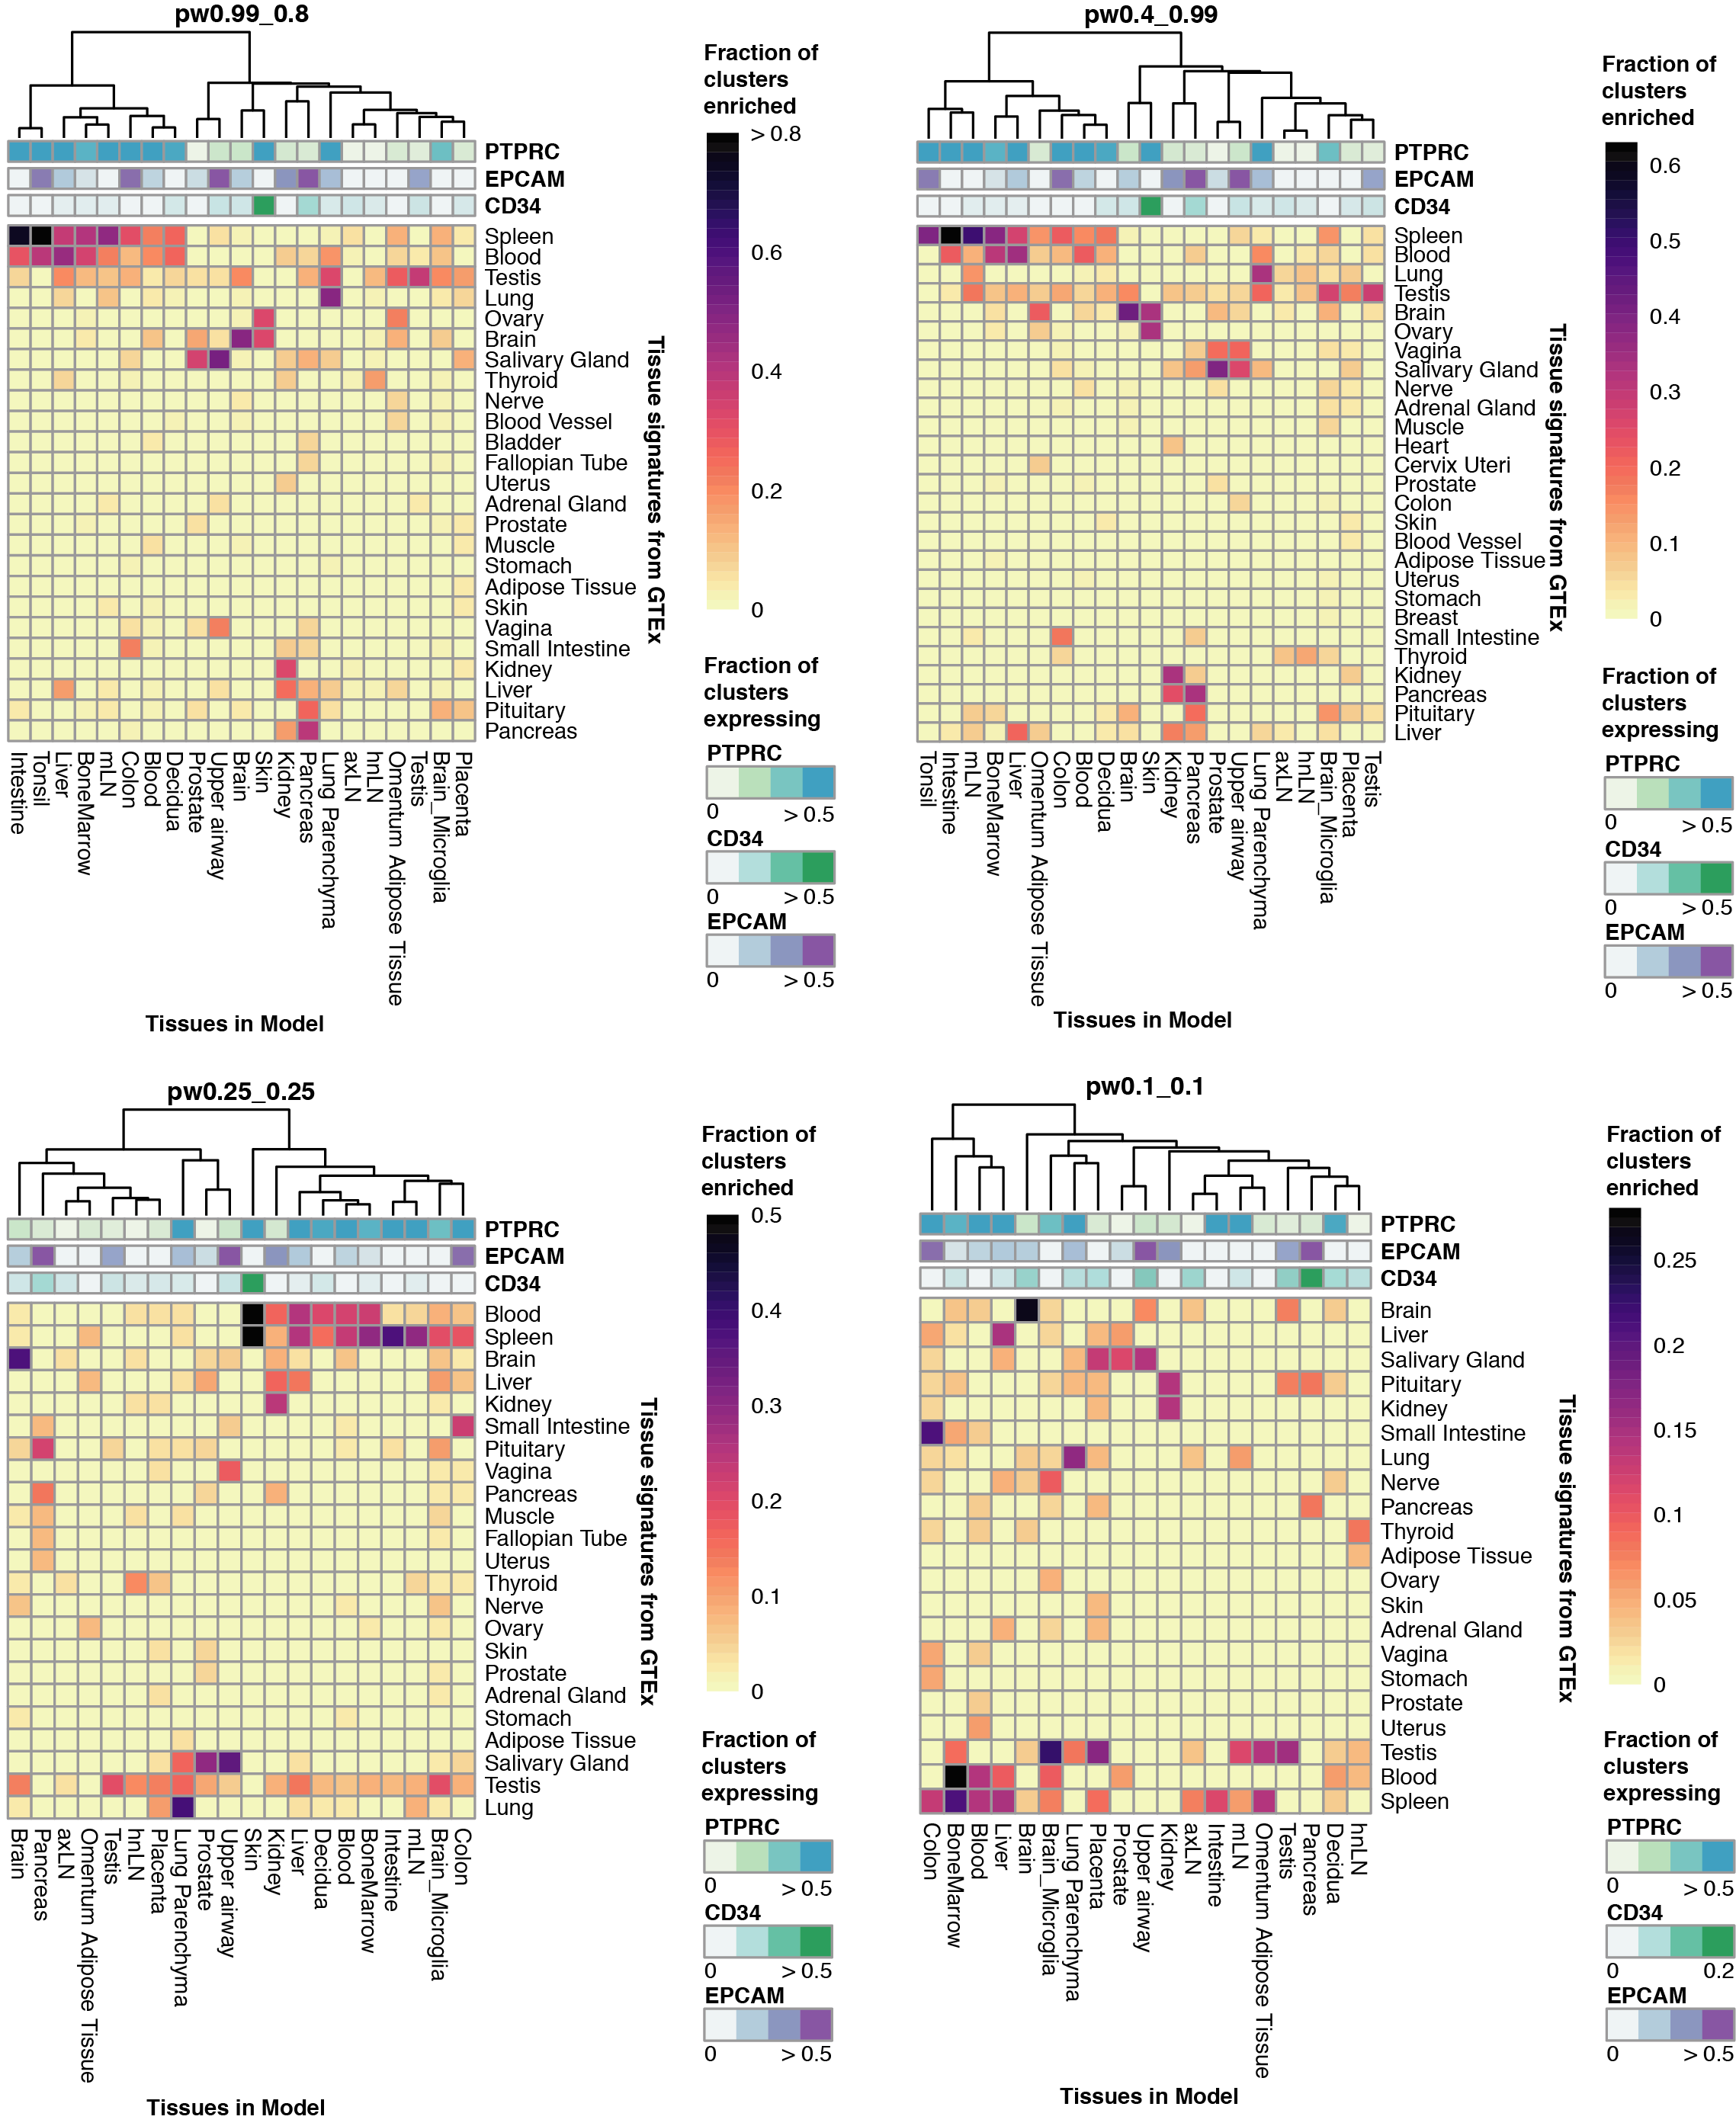 pw0.99_0.8
Fraction of
clusters
enriched
> 0.8
0.6
0.4
0.2
0
PTPRC
EPCAM
CD34
Spleen
Blood
Testis
Lung
Ovary
Brain
Salivary Gland
Thyroid
Nerve
Blood Vessel
Bladder
Fallopian Tube
Uterus
Adrenal Gland
Prostate
Muscle
Stomach
Adipose Tissue
Skin
Vagina
Small Intestine
Kidney
Liver
Pituitary
Pancreas
Tissue signatures from GTEx
Intestine
Tonsil
Liver
BoneMarrow
mLN
Colon
Blood
Decidua
Prostate
Upper airway
Brain
Skin
Kidney
Pancreas
Lung Parenchyma
axLN
hnLN
Omentum Adipose Tissue
Testis
Brain_Microglia
Placenta
Tissues in Model
Fraction of
clusters
expressing
PTPRC
0 > 0.5
CD34
0 > 0.5
EPCAM
0 > 0.5
pw0.4_0.99
Fraction of
clusters
enriched
0.6
0.5
0.4
0.3
0.2
0.1
0
PTPRC
EPCAM
CD34
Spleen
Blood
Lung
Testis
Brain
Ovary
Vagina
Salivary Gland
Nerve
Adrenal Gland
Muscle
Heart
Cervix Uteri
Prostate
Colon
Skin
Blood Vessel
Adipose Tissue
Uterus
Stomach
Breast
Small Intestine
Thyroid
Kidney
Pancreas
Pituitary
Liver
Tissue signatures from GTEx
Tonsil
Intestine
mLN
BoneMarrow
Liver
Omentum Adipose Tissue
Colon
Blood
Decidua
Brain
Skin
Kidney
Pancreas
Prostate
Upper airway
Lung Parenchyma
axLN
hnLN
Brain_Microglia
Placenta
Testis
Tissues in Model
Fraction of
clusters
expressing
PTPRC
0 > 0.5
CD34
0 > 0.5
EPCAM
0 > 0.5
pw0.25_0.25
Fraction of
clusters
enriched
0.5
0.4
0.3
0.2
0.1
0
PTPRC
EPCAM
CD34
Blood
Spleen
Brain
Liver
Kidney
Small Intestine
Pituitary
Vagina
Pancreas
Muscle
Fallopian Tube
Uterus
Thyroid
Nerve
Ovary
Skin
Prostate
Adrenal Gland
Stomach
Adipose Tissue
Salivary Gland
Testis
Lung
Tissue signatures from GTEx
Brain
Pancreas
axLN
Omentum Adipose Tissue
Testis
hnLN
Placenta
Lung Parenchyma
Prostate
Upper airway
Skin
Kidney
Liver
Decidua
Blood
BoneMarrow
Intestine
mLN
Brain_Microglia
Colon
Tissues in Model
Fraction of
clusters
expressing
PTPRC
0 > 0.5
CD34
0 > 0.5
EPCAM
0 > 0.5
pw0.1_0.1
Fraction of
clusters
enriched
0.25
0.2
0.15
0.1
0.05
0
PTPRC
EPCAM
CD34
Brain
Liver
Salivary Gland
Pituitary
Kidney
Small Intestine
Lung
Nerve
Pancreas
Thyroid
Adipose Tissue
Ovary
Skin
Adrenal Gland
Vagina
Stomach
Prostate
Uterus
Testis
Blood
Spleen
Tissue signatures from GTEx
Colon
BoneMarrow
Blood
Liver
Brain
Brain_Microglia
Lung Parenchyma
Placenta
Prostate
Upper airway
Kidney
axLN
Intestine
mLN
Omentum Adipose Tissue
Testis
Pancreas
Decidua
hnLN
Tissues in Model
Fraction of
clusters
expressing
PTPRC
0 > 0.5
CD34
0 0.2
EPCAM
0 > 0.5